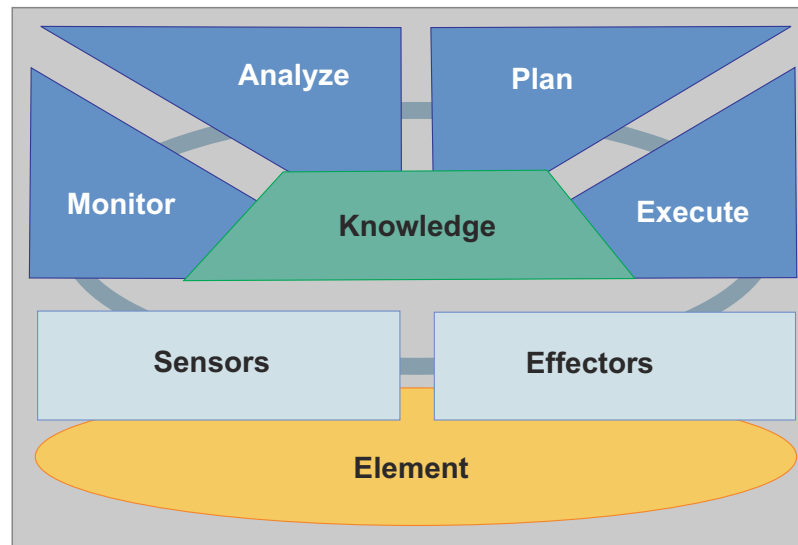 Analyze
Plan
Monitor
Execute
Knowledge
Sensors
Effectors
Element